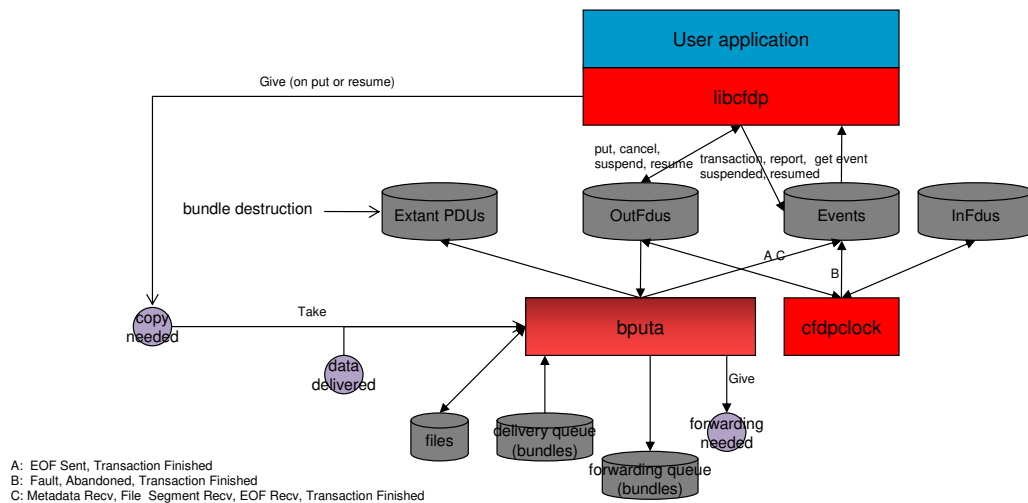 User application
Give (on put or resume)
libcfdp
put, cancel,
suspend, resume
transaction, report,
suspended, resumed
get event
bundle destruction
Extant PDUs
OutFdus
Events
InFdus
A C
B
copy
needed
Take
bputa
cfdpclock
data
delivered
Give
files
delivery queue
(bundles)
forwarding
needed
forwarding queue
(bundles)
A: EOF Sent, Transaction Finished
B: Fault, Abandoned, Transaction Finished
C: Metadata Recv, File Segment Recv, EOF Recv, Transaction Finished